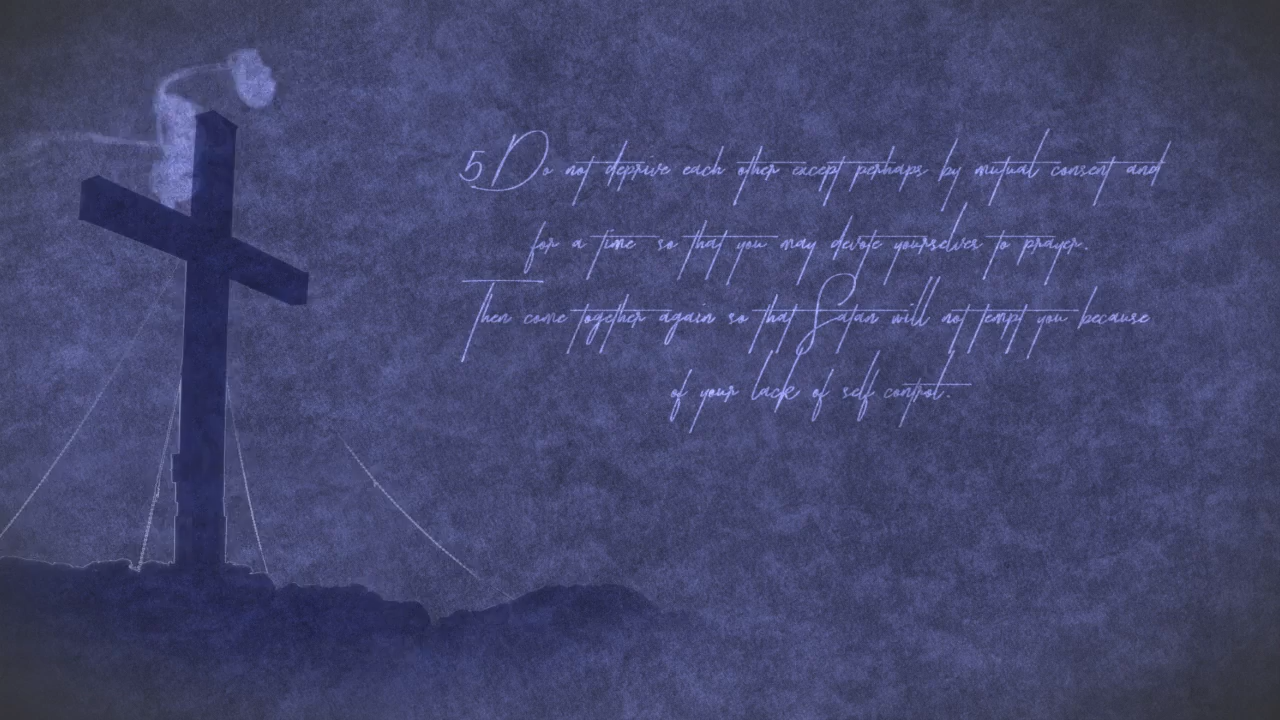 5 Do not deprive each other except perhaps by mutual consent and
for a time so that you may devote yourselves to prayer.
Then come together again so that Satan will not tempt you because
of your lack of self control.